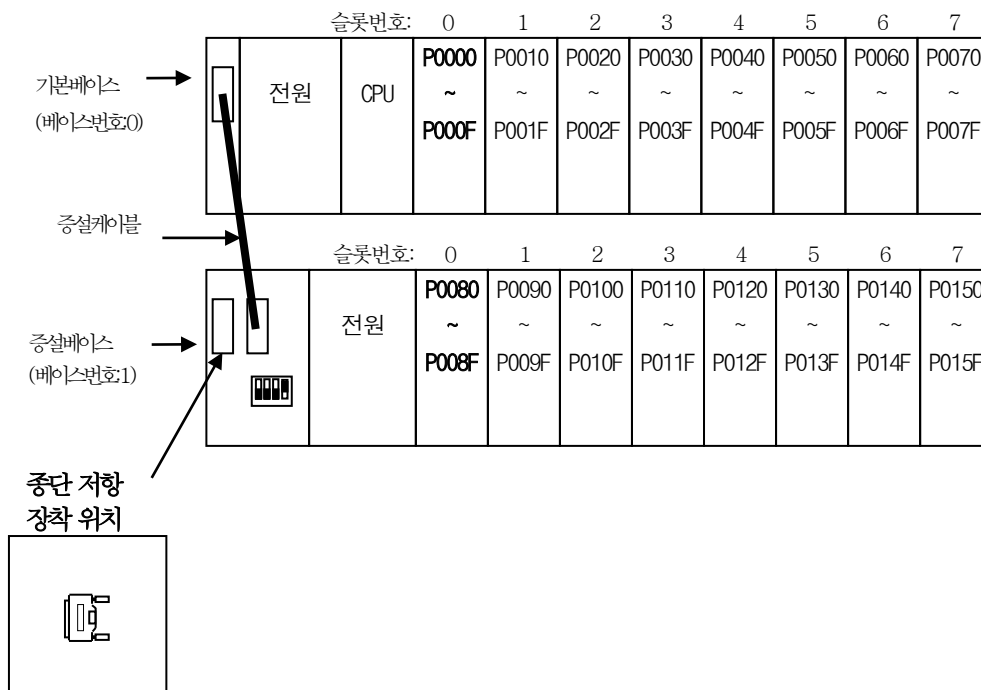 슬롯번호: 0 1 2 3 4 5 6 7
P0000 P0010 P0020 P0030 P0040 P0050 P0060 P0070
기본베이스 전원 CPU ~ ~ ~ ~ ~ ~ ~ ~
(베이스번호:0) P000F P001F P002F P003F P004F P005F P006F P007F
증설케이블
슬롯번호: 0 1 2 3 4 5 6 7
P0080 P0090 P0100 P0110 P0120 P0130 P0140 P0150
전원 ~ ~ ~ ~ ~ ~ ~ ~
증설베이스
(베이스번호:1) P008F P009F P010F P011F P012F P013F P014F P015F
종단 저항
장착 위치